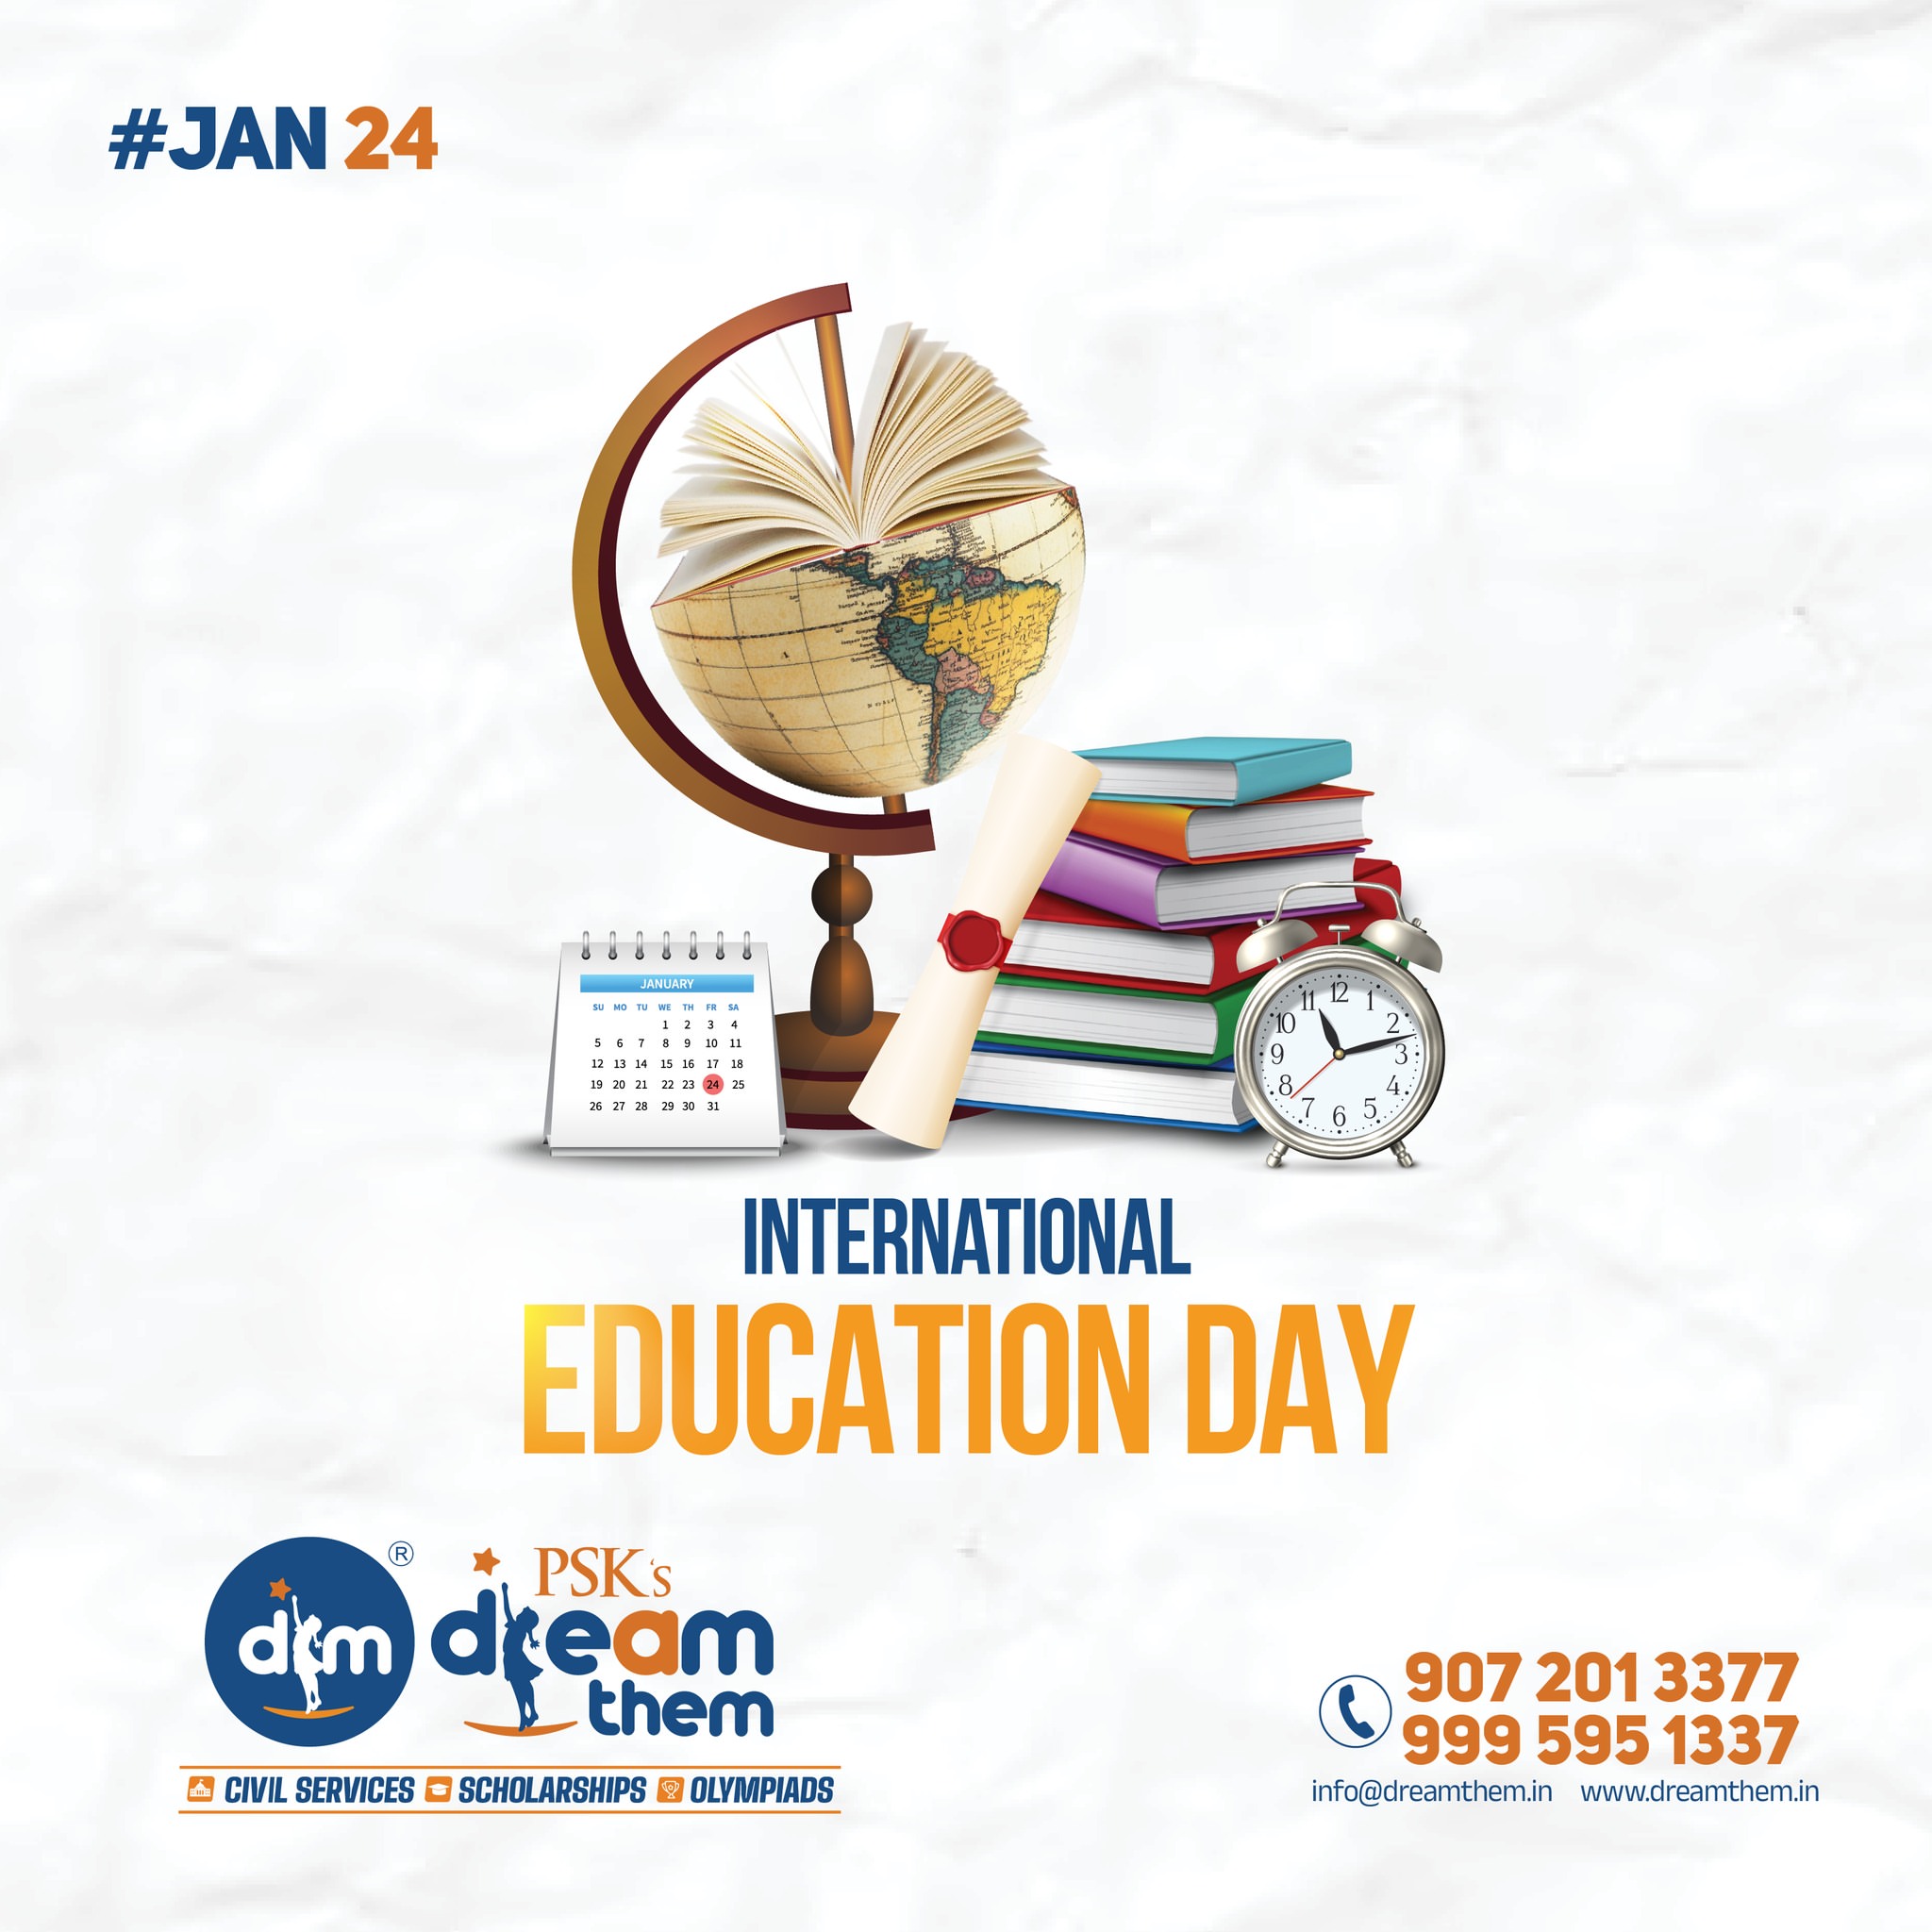 #JAN 24
JANUARY
SU MO TU WE TH FR SA
1 2 3 4
5 6 7 8 9 10 11
12 13 14 15 16 17 18
19 20 21 22 23 24 25
26 27 28 29 30 31
12
11 1
10 2
9 3
8 4
7 6 5
INTERNATIONAL
EDUCATION DAY
®
drm
PSK's
dream
them
CIVIL SERVICES SCHOLARSHIPS OLYMPIADS
907 201 3377
999 595 1337
info@dreamthem.in www.dreamthem.in